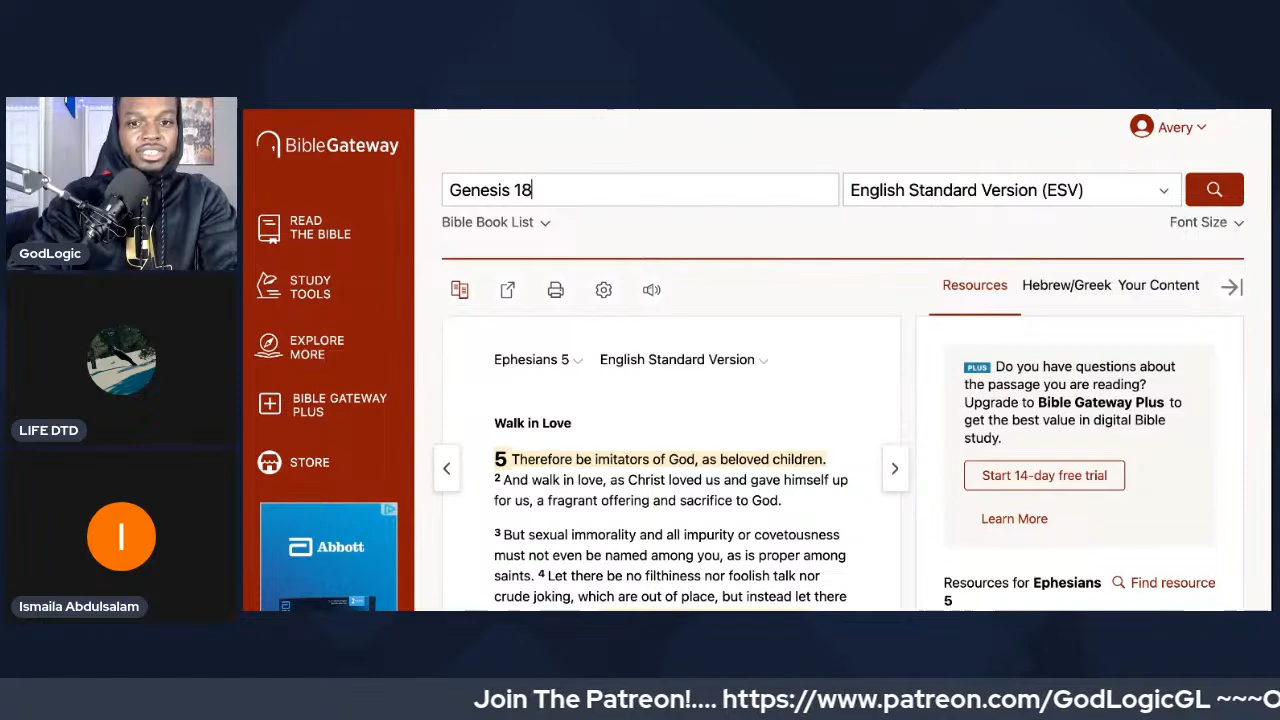 GodLogic
LIFE DTD
I
Ismaila Abdulsalam
BibleGateway
READ
THE BIBLE
STUDY
TOOLS
EXPLORE
MORE
BIBLE GATEWAY
PLUS
STORE
Abbott
Avery
Genesis 18
English Standard Version (ESV)
Bible Book List
Font Size
Resources Hebrew/Greek Your Content
Ephesians 5 English Standard Version
Walk in Love
5 Therefore be imitators of God, as beloved children.
2 And walk in love, as Christ loved us and gave himself up
for us, a fragrant offering and sacrifice to God.
3 But sexual immorality and all impurity or covetousness
must not even be named among you, as is proper among
saints. 4 Let there be no filthiness nor foolish talk nor
crude joking, which are out of place, but instead let there
PLUS Do you have questions about
the passage you are reading?
Upgrade to Bible Gateway Plus to
get the best value in digital Bible
study.
Start 14-day free trial
Learn More
Resources for Ephesians
5
Find resource
Join The Patreon!.... https://www.patreon.com/GodLogicGL ~~~O